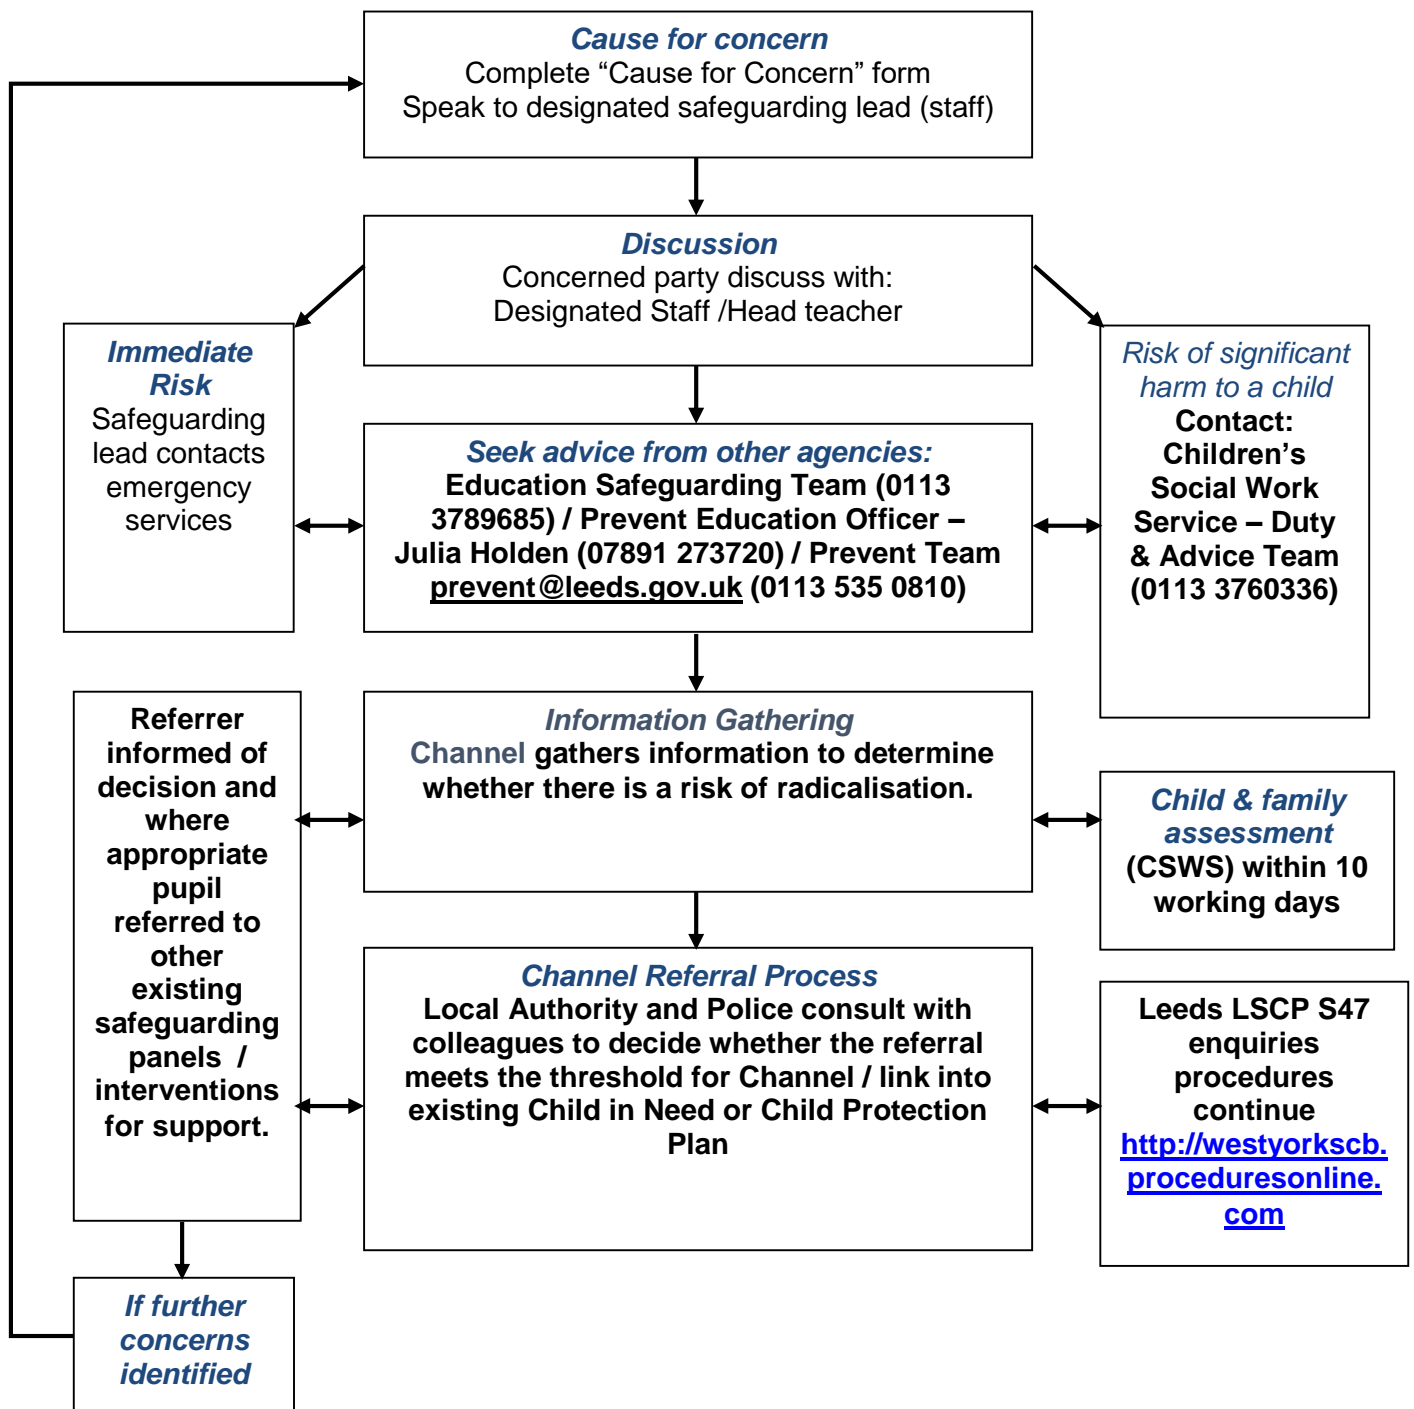 Cause for concern
Complete “Cause for Concern” form
Speak to designated safeguarding lead (staff)
Discussion
Concerned party discuss with:
Designated Staff /Head teacher
Immediate
Risk
Safeguarding
lead contacts
emergency
services
Seek advice from other agencies:
Education Safeguarding Team (0113
3789685) / Prevent Education Officer –
Julia Holden (07891 273720) / Prevent Team
prevent@leeds.gov.uk (0113 535 0810)
Risk of significant
harm to a child
Contact:
Children’s
Social Work
Service – Duty
& Advice Team
(0113 3760336)
Referrer
informed of
decision and
where
appropriate
pupil
referred to
other
existing
safeguarding
panels /
interventions
for support.
Information Gathering
Channel gathers information to determine
whether there is a risk of radicalisation.
Child & family
assessment
(CSWS) within 10
working days
Channel Referral Process
Local Authority and Police consult with
colleagues to decide whether the referral
meets the threshold for Channel / link into
existing Child in Need or Child Protection
Plan
Leeds LSCP S47
enquiries
procedures
continue
http://westyorkscb.
proceduresonline.
com
If further
concerns
identified